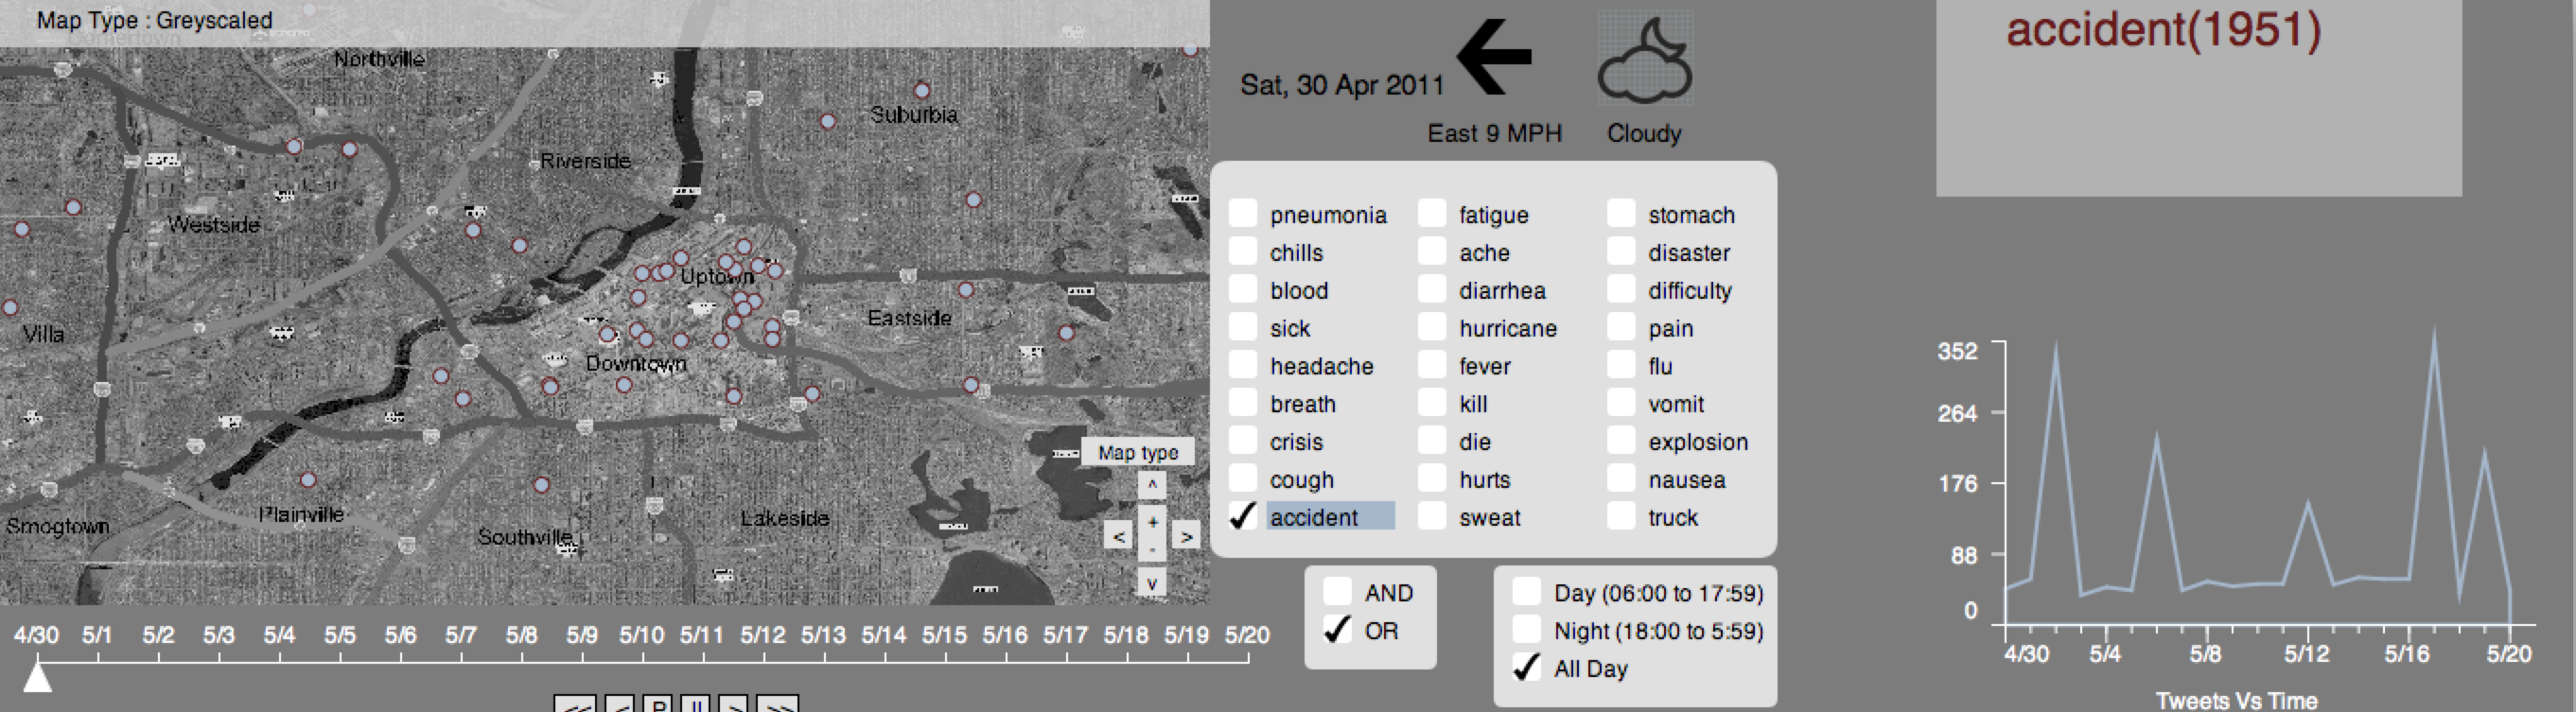 Map Type : Greyscaled
Cornertown
Northville
Suburbia
Riverside
Westside
Uptown
Villa
Eastside
Downtown
Map type
^
+
< >
-
v
Smogtown
Plainville
Southville
Lakeside
4/30 5/1 5/2 5/3 5/4 5/5 5/6 5/7 5/8 5/9 5/10 5/11 5/12 5/13 5/14 5/15 5/16 5/17 5/18 5/19 5/20
<< < P II > >>
Sat, 30 Apr 2011
East 9 MPH Cloudy
pneumonia fatigue stomach
chills ache disaster
blood diarrhea difficulty
sick hurricane pain
headache fever flu
breath kill vomit
crisis die explosion
cough hurts nausea
accident sweat truck
AND
OR
Day (06:00 to 17:59)
Night (18:00 to 5:59)
All Day
accident(1951)
352
264
176
88
0
4/30 5/4 5/8 5/12 5/16 5/20
Tweets Vs Time